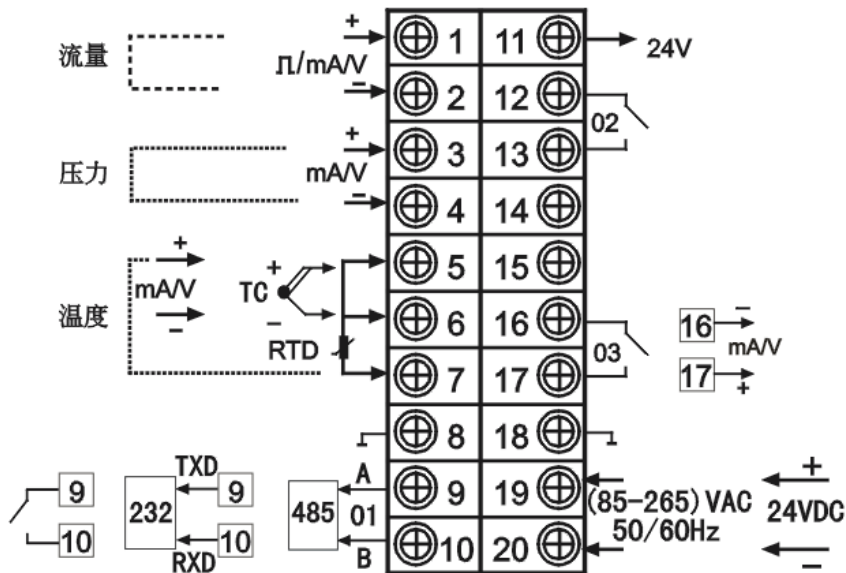 流量
+
⎍/mA/V
−
1 11
24V
2 12
02
压力
+
mA/V
−
3 13
4 14
温度
+
mA/V
−
+
TC
−
RTD
5 15
6 16
03
7 17
16 −
mA/V
17 +
8 18
9
10
TXD
232 9
RXD 10
A
485 01
B
9 19
10 20
(85-265)VAC
50/60Hz
+
24VDC
−